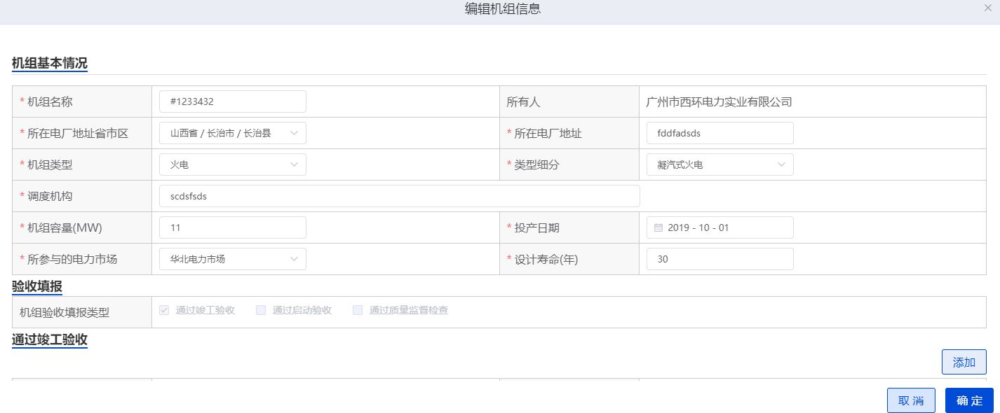 编辑机组信息
机组基本情况
* 机组名称 #1233432 所有人 广州市西环电力实业有限公司
* 所在电厂地址省市区 山西省 / 长治市 / 长治县 * 所在电厂地址 fddfadsds
* 机组类型 火电 * 类型细分 凝汽式火电
* 调度机构 scdsfsds
* 机组容量(MW) 11 * 投产日期 2019 - 10 - 01
* 所参与的电力市场 华北电力市场 * 设计寿命(年) 30
验收填报
机组验收填报类型 通过竣工验收 通过启动验收 通过质量监督检查
通过竣工验收
添加
取 消 确 定